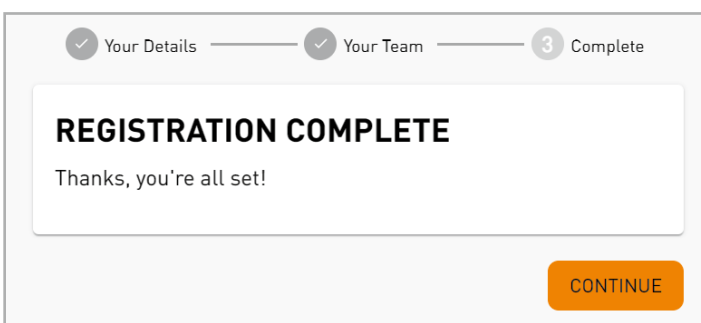 Your Details Your Team 3 Complete
REGISTRATION COMPLETE
Thanks, you're all set!
CONTINUE